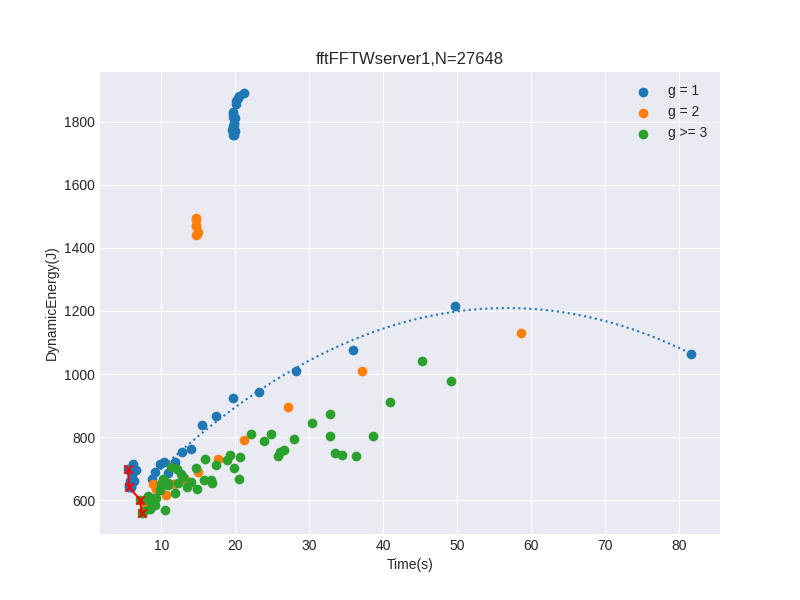 fftFFTWserver1,N=27648
g = 1
g = 2
g >= 3
DynamicEnergy(J)
1800
1600
1400
1200
1000
800
600
10 20 30 40 50 60 70 80
Time(s)